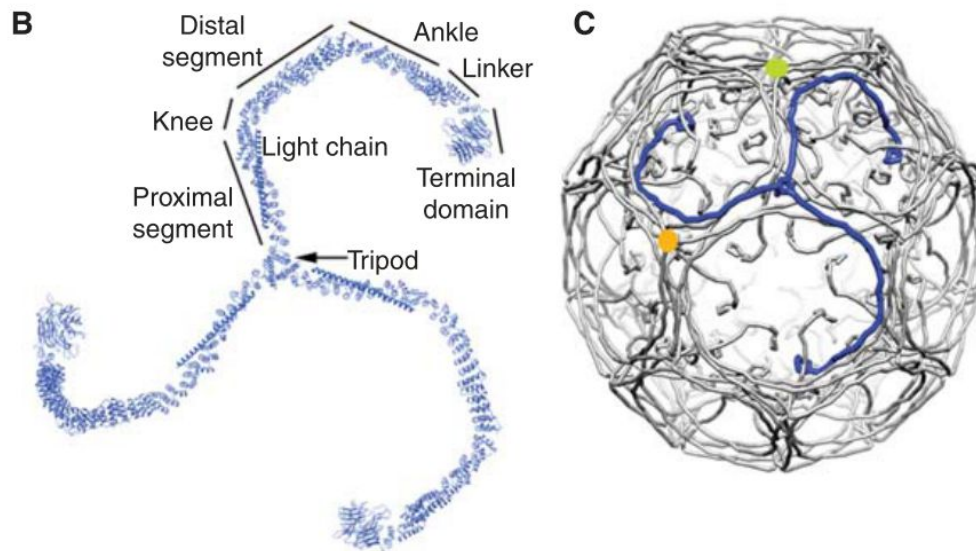 B
Distal
segment
Ankle
Linker
Knee
Light chain
Proximal
segment
Terminal
domain
Tripod
C